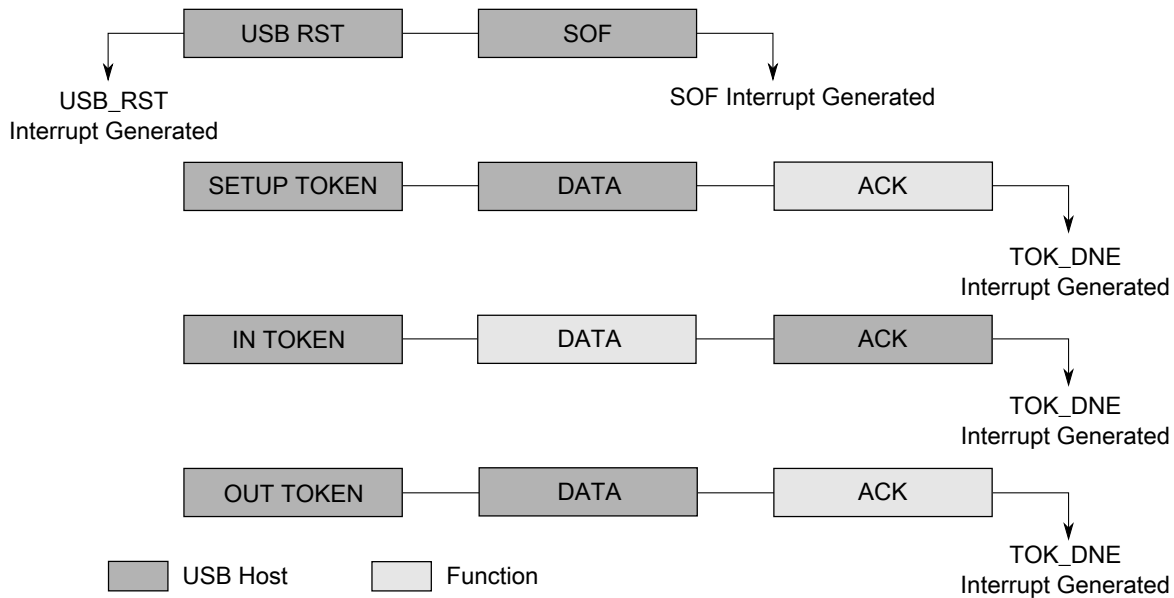 USB RST
SOF
USB_RST
Interrupt Generated
SOF Interrupt Generated
SETUP TOKEN
DATA
ACK
TOK_DNE
Interrupt Generated
IN TOKEN
DATA
ACK
TOK_DNE
Interrupt Generated
OUT TOKEN
DATA
ACK
TOK_DNE
Interrupt Generated
USB Host
Function